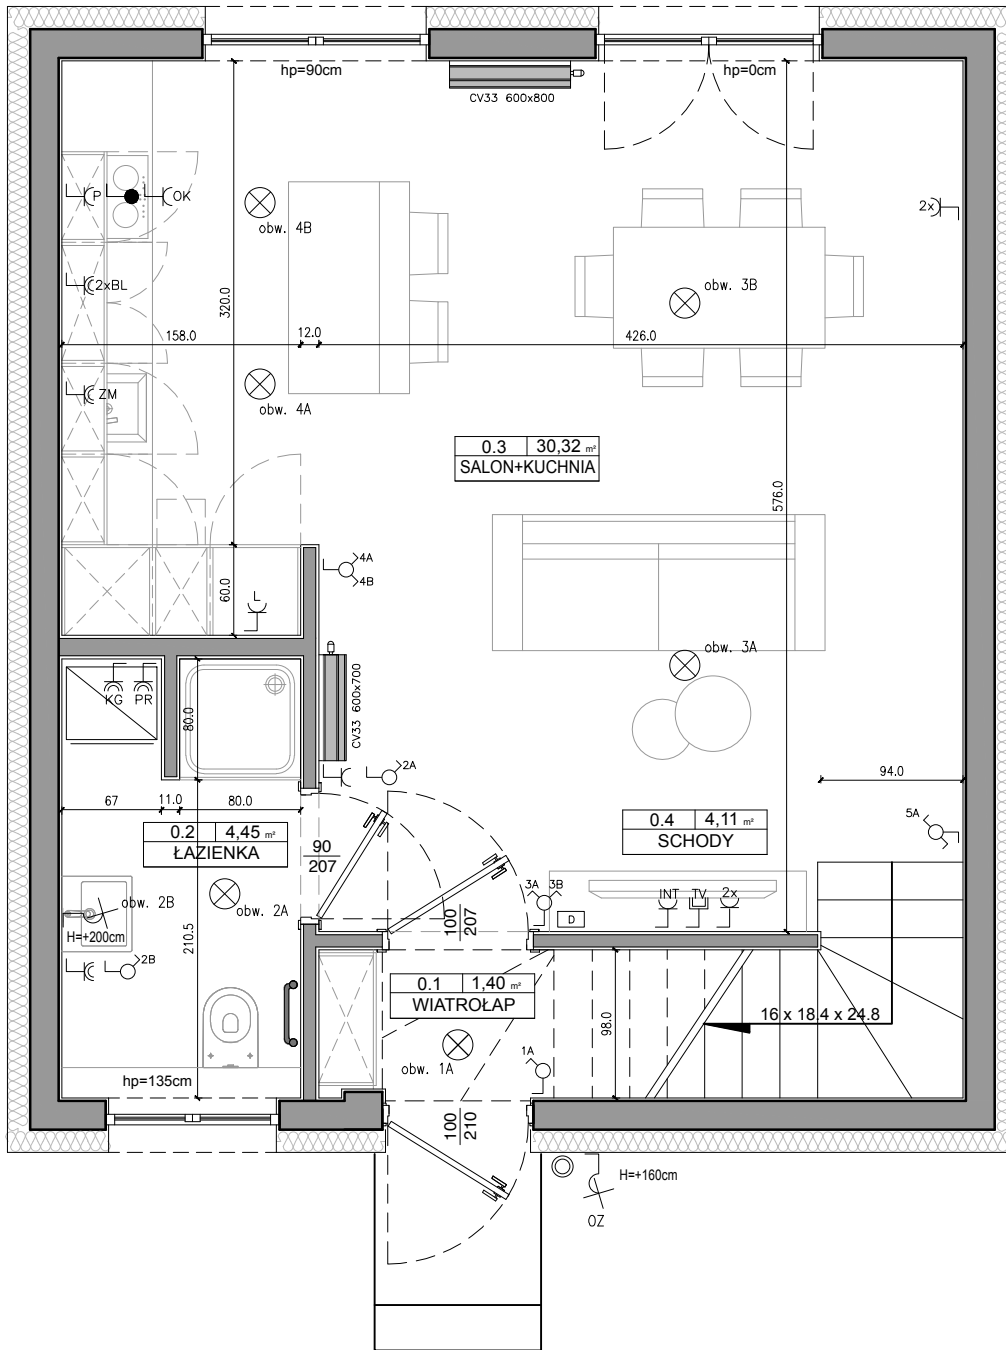 hp=90cm
hp=0cm
CV33 600x800
P
OK
2x
obw. 4B
2xBL
obw. 3B
320.0
158.0
12.0
426.0
ZM
obw. 4A
0.3 30,32 m²
SALON+KUCHNIA
576.0
4A
4B
60.0
L
obw. 3A
KG PR
CV33 600x700
80.0
2A
94.0
67
11.0
80.0
0.2 4,45 m²
ŁAZIENKA
0.4 4,11 m²
SCHODY
5A
90
207
obw. 2B
obw. 2A
3A 3B
INT TV 2x
D
100
207
H=+200cm
210.5
2B
0.1 1,40 m²
WIATROŁAP
16 x 18.4 x 24.8
98.0
obw. 1A
1A
hp=135cm
100
210
H=+160cm
OZ